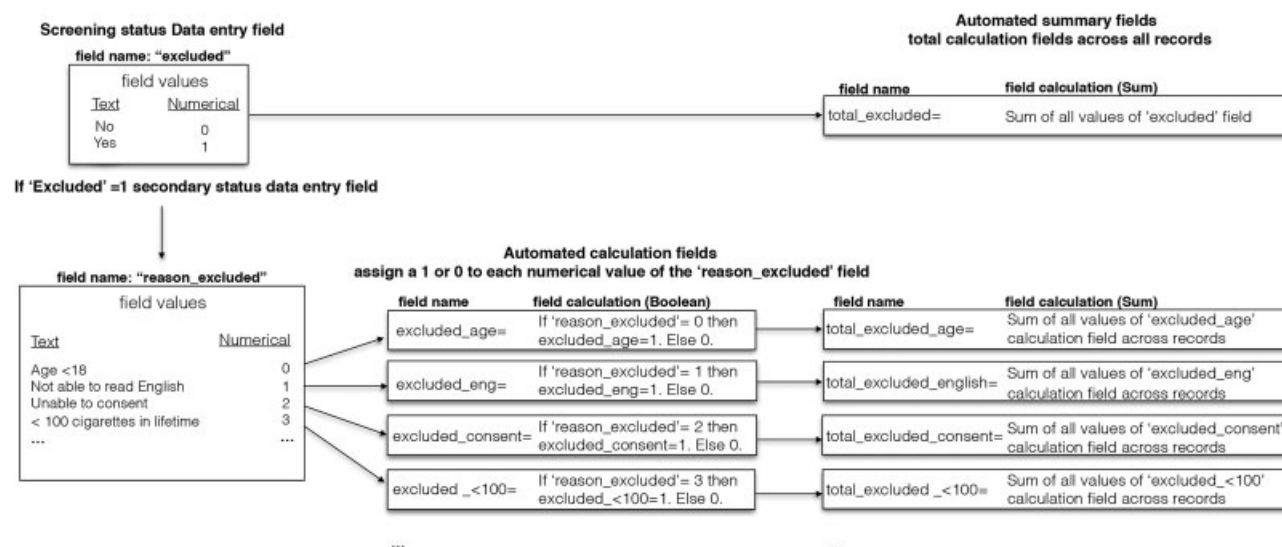 Screening status Data entry field
field name: “excluded”
field values
Text Numerical
No 0
Yes 1
Automated summary fields
total calculation fields across all records
field name field calculation (Sum)
total_excluded= Sum of all values of 'excluded' field
If 'Excluded' =1 secondary status data entry field
field name: “reason_excluded”
field values
Text Numerical
Age <18 0
Not able to read English 1
Unable to consent 2
< 100 cigarettes in lifetime 3
... ...
Automated calculation fields
assign a 1 or 0 to each numerical value of the 'reason_excluded' field
field name field calculation (Boolean)
excluded_age= If 'reason_excluded'= 0 then
excluded_age=1. Else 0.
excluded_eng= If 'reason_excluded'= 1 then
excluded_eng=1. Else 0.
excluded_consent= If 'reason_excluded'= 2 then
excluded_consent=1. Else 0.
excluded _<100= If 'reason_excluded'= 3 then
excluded_<100=1. Else 0.
...
field name field calculation (Sum)
total_excluded_age= Sum of all values of 'excluded_age'
calculation field across records
total_excluded_english= Sum of all values of 'excluded_eng'
calculation field across records
total_excluded_consent= Sum of all values of 'excluded_consent'
calculation field across records
total_excluded _<100= Sum of all values of 'excluded_<100'
calculation field across records